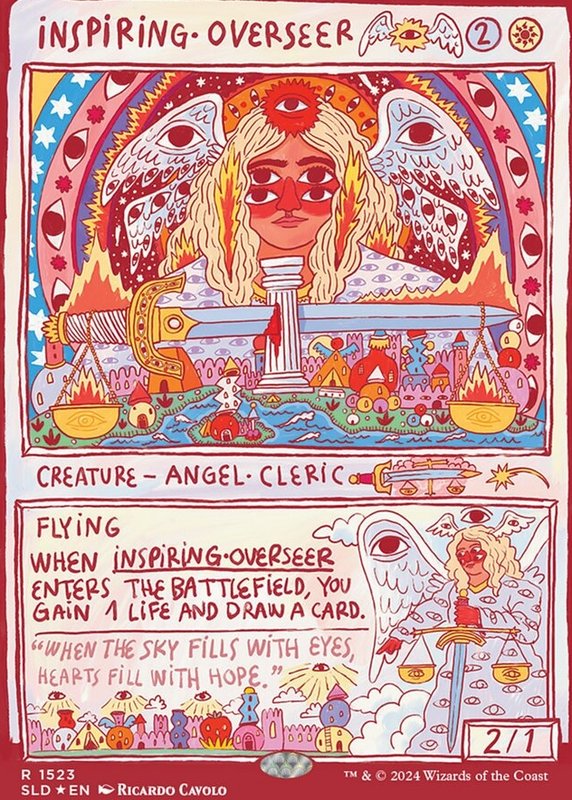 INSPIRING·OVERSEER 2
CREATURE – ANGEL·CLERIC
FLYING
WHEN INSPIRING·OVERSEER
ENTERS THE BATTLEFIELD, YOU
GAIN 1 LIFE AND DRAW A CARD.
"WHEN THE SKY FILLS WITH EYES,
HEARTS FILL WITH HOPE."
2/1
R 1523
SLD ★ EN Ricardo Cavolo
™ & © 2024 Wizards of the Coast